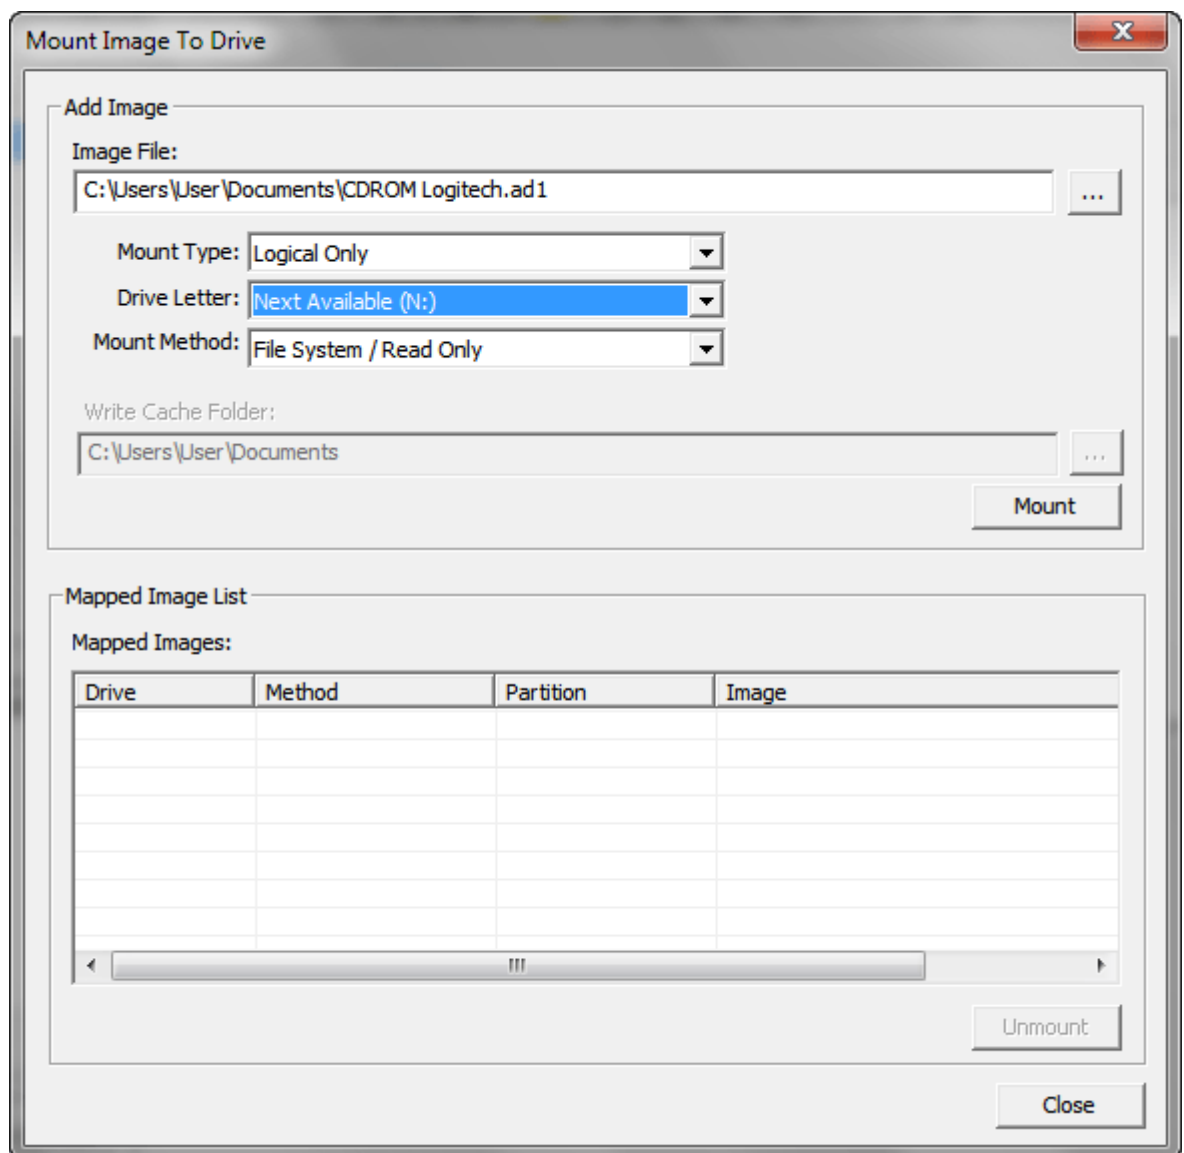 Mount Image To Drive
X
Add Image
Image File:
C:\Users\User\Documents\CDROM Logitech.ad1
...
Mount Type: Logical Only
Drive Letter: Next Available (N:)
Mount Method: File System / Read Only
Write Cache Folder:
C:\Users\User\Documents
...
Mount
Mapped Image List
Mapped Images:
Drive Method Partition Image
Unmount
Close